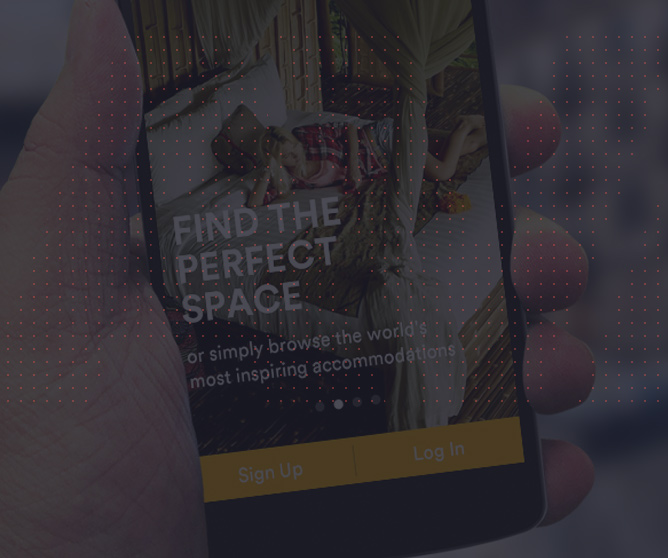 FIND THE
PERFECT
SPACE
or simply browse the world's
most inspiring accommodations
Sign Up
Log In